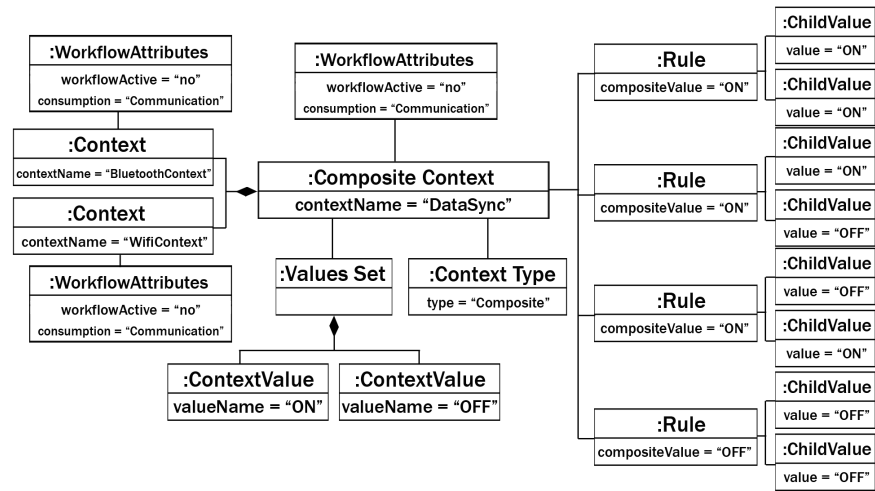 :WorkflowAttributes
workflowActive = “no”
consumption = “Communication”
:Context
contextName = “BluetoothContext”
:Context
contextName = “WifiContext”
:WorkflowAttributes
workflowActive = “no”
consumption = “Communication”
:WorkflowAttributes
workflowActive = “no”
consumption = “Communication”
:Composite Context
contextName = “DataSync”
:Values Set
:Context Type
type = “Composite”
:ContextValue
valueName = “ON”
:ContextValue
valueName = “OFF”
:Rule
compositeValue = “ON”
:ChildValue
value = “ON”
:ChildValue
value = “ON”
:Rule
compositeValue = “ON”
:ChildValue
value = “ON”
:ChildValue
value = “OFF”
:Rule
compositeValue = “ON”
:ChildValue
value = “OFF”
:ChildValue
value = “ON”
:Rule
compositeValue = “OFF”
:ChildValue
value = “OFF”
:ChildValue
value = “OFF”